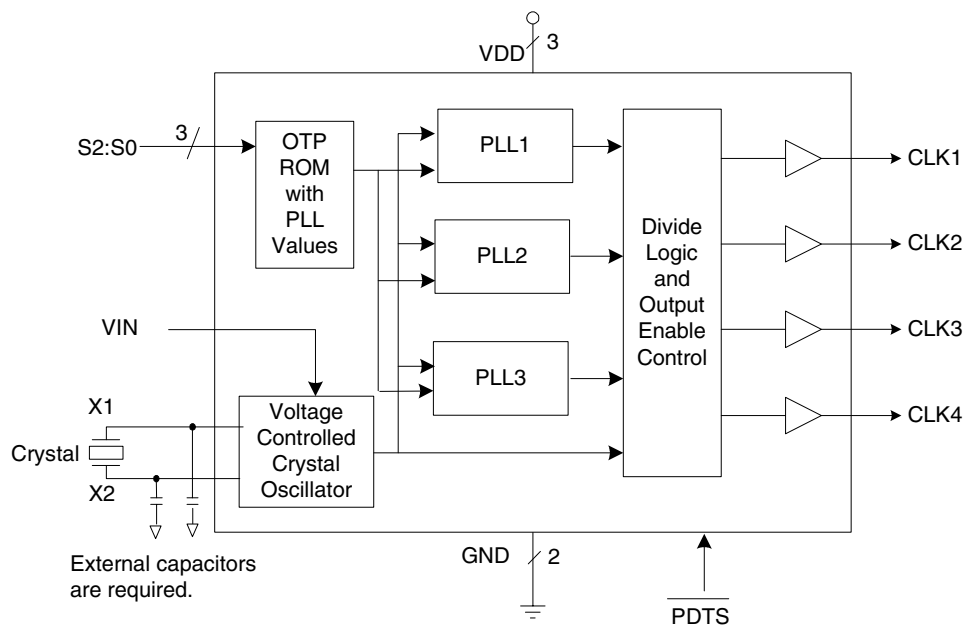 VDD
3
S2:S0
3
OTP
ROM
with
PLL
Values
PLL1
PLL2
PLL3
Divide
Logic
and
Output
Enable
Control
CLK1
CLK2
CLK3
CLK4
VIN
X1
Crystal
X2
Voltage
Controlled
Crystal
Oscillator
External capacitors
are required.
GND
2
PDTS